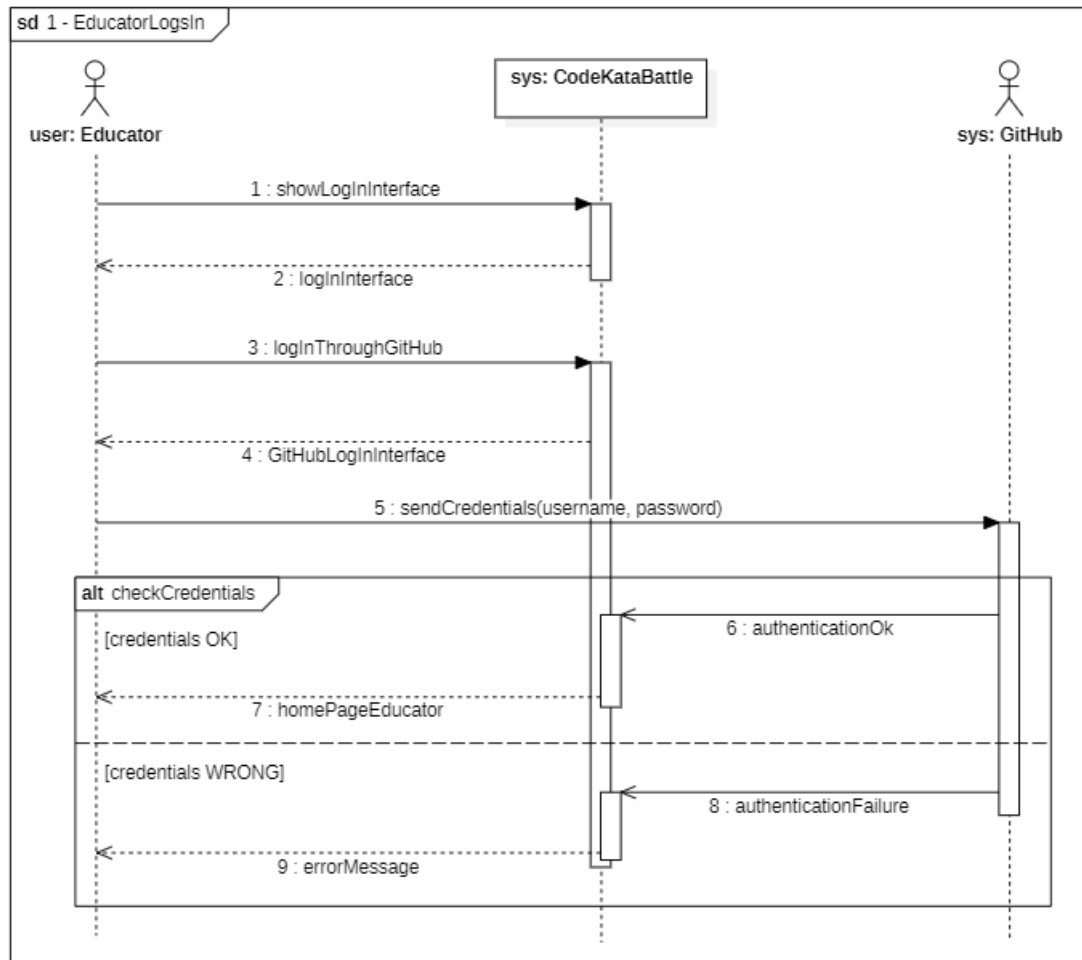 sd 1 - EducatorLogsIn
user: Educator
sys: CodeKataBattle
sys: GitHub
1 : showLogInInterface
2 : logInInterface
3 : logInThroughGitHub
4 : GitHubLogInInterface
5 : sendCredentials(username, password)
alt checkCredentials
[credentials OK]
6 : authenticationOk
7 : homePageEducator
[credentials WRONG]
8 : authenticationFailure
9 : errorMessage